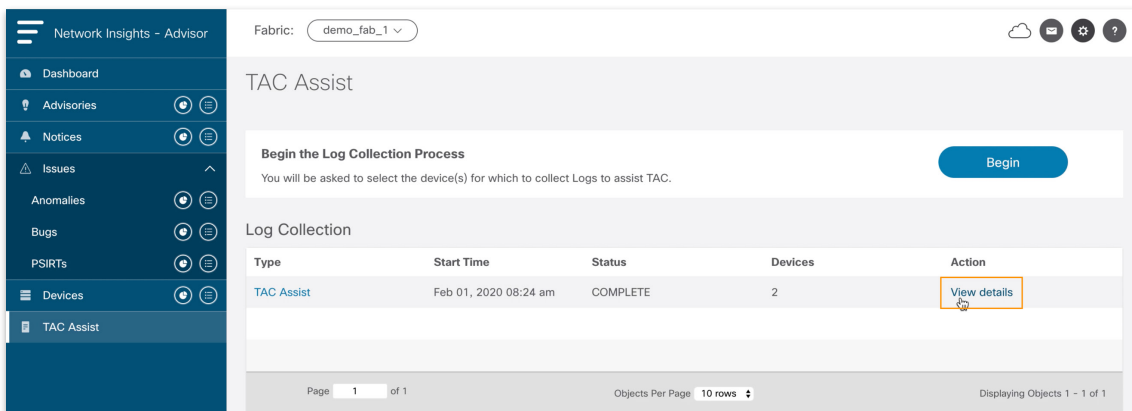 Network Insights - Advisor
Fabric: demo_fab_1
?
Dashboard
Advisories
Notices
Issues
Anomalies
Bugs
PSIRTs
Devices
TAC Assist
TAC Assist
Begin the Log Collection Process
You will be asked to select the device(s) for which to collect Logs to assist TAC.
Begin
Log Collection
Type Start Time Status Devices Action
TAC Assist Feb 01, 2020 08:24 am COMPLETE 2 View details
Page 1 of 1 Objects Per Page 10 rows Displaying Objects 1 - 1 of 1